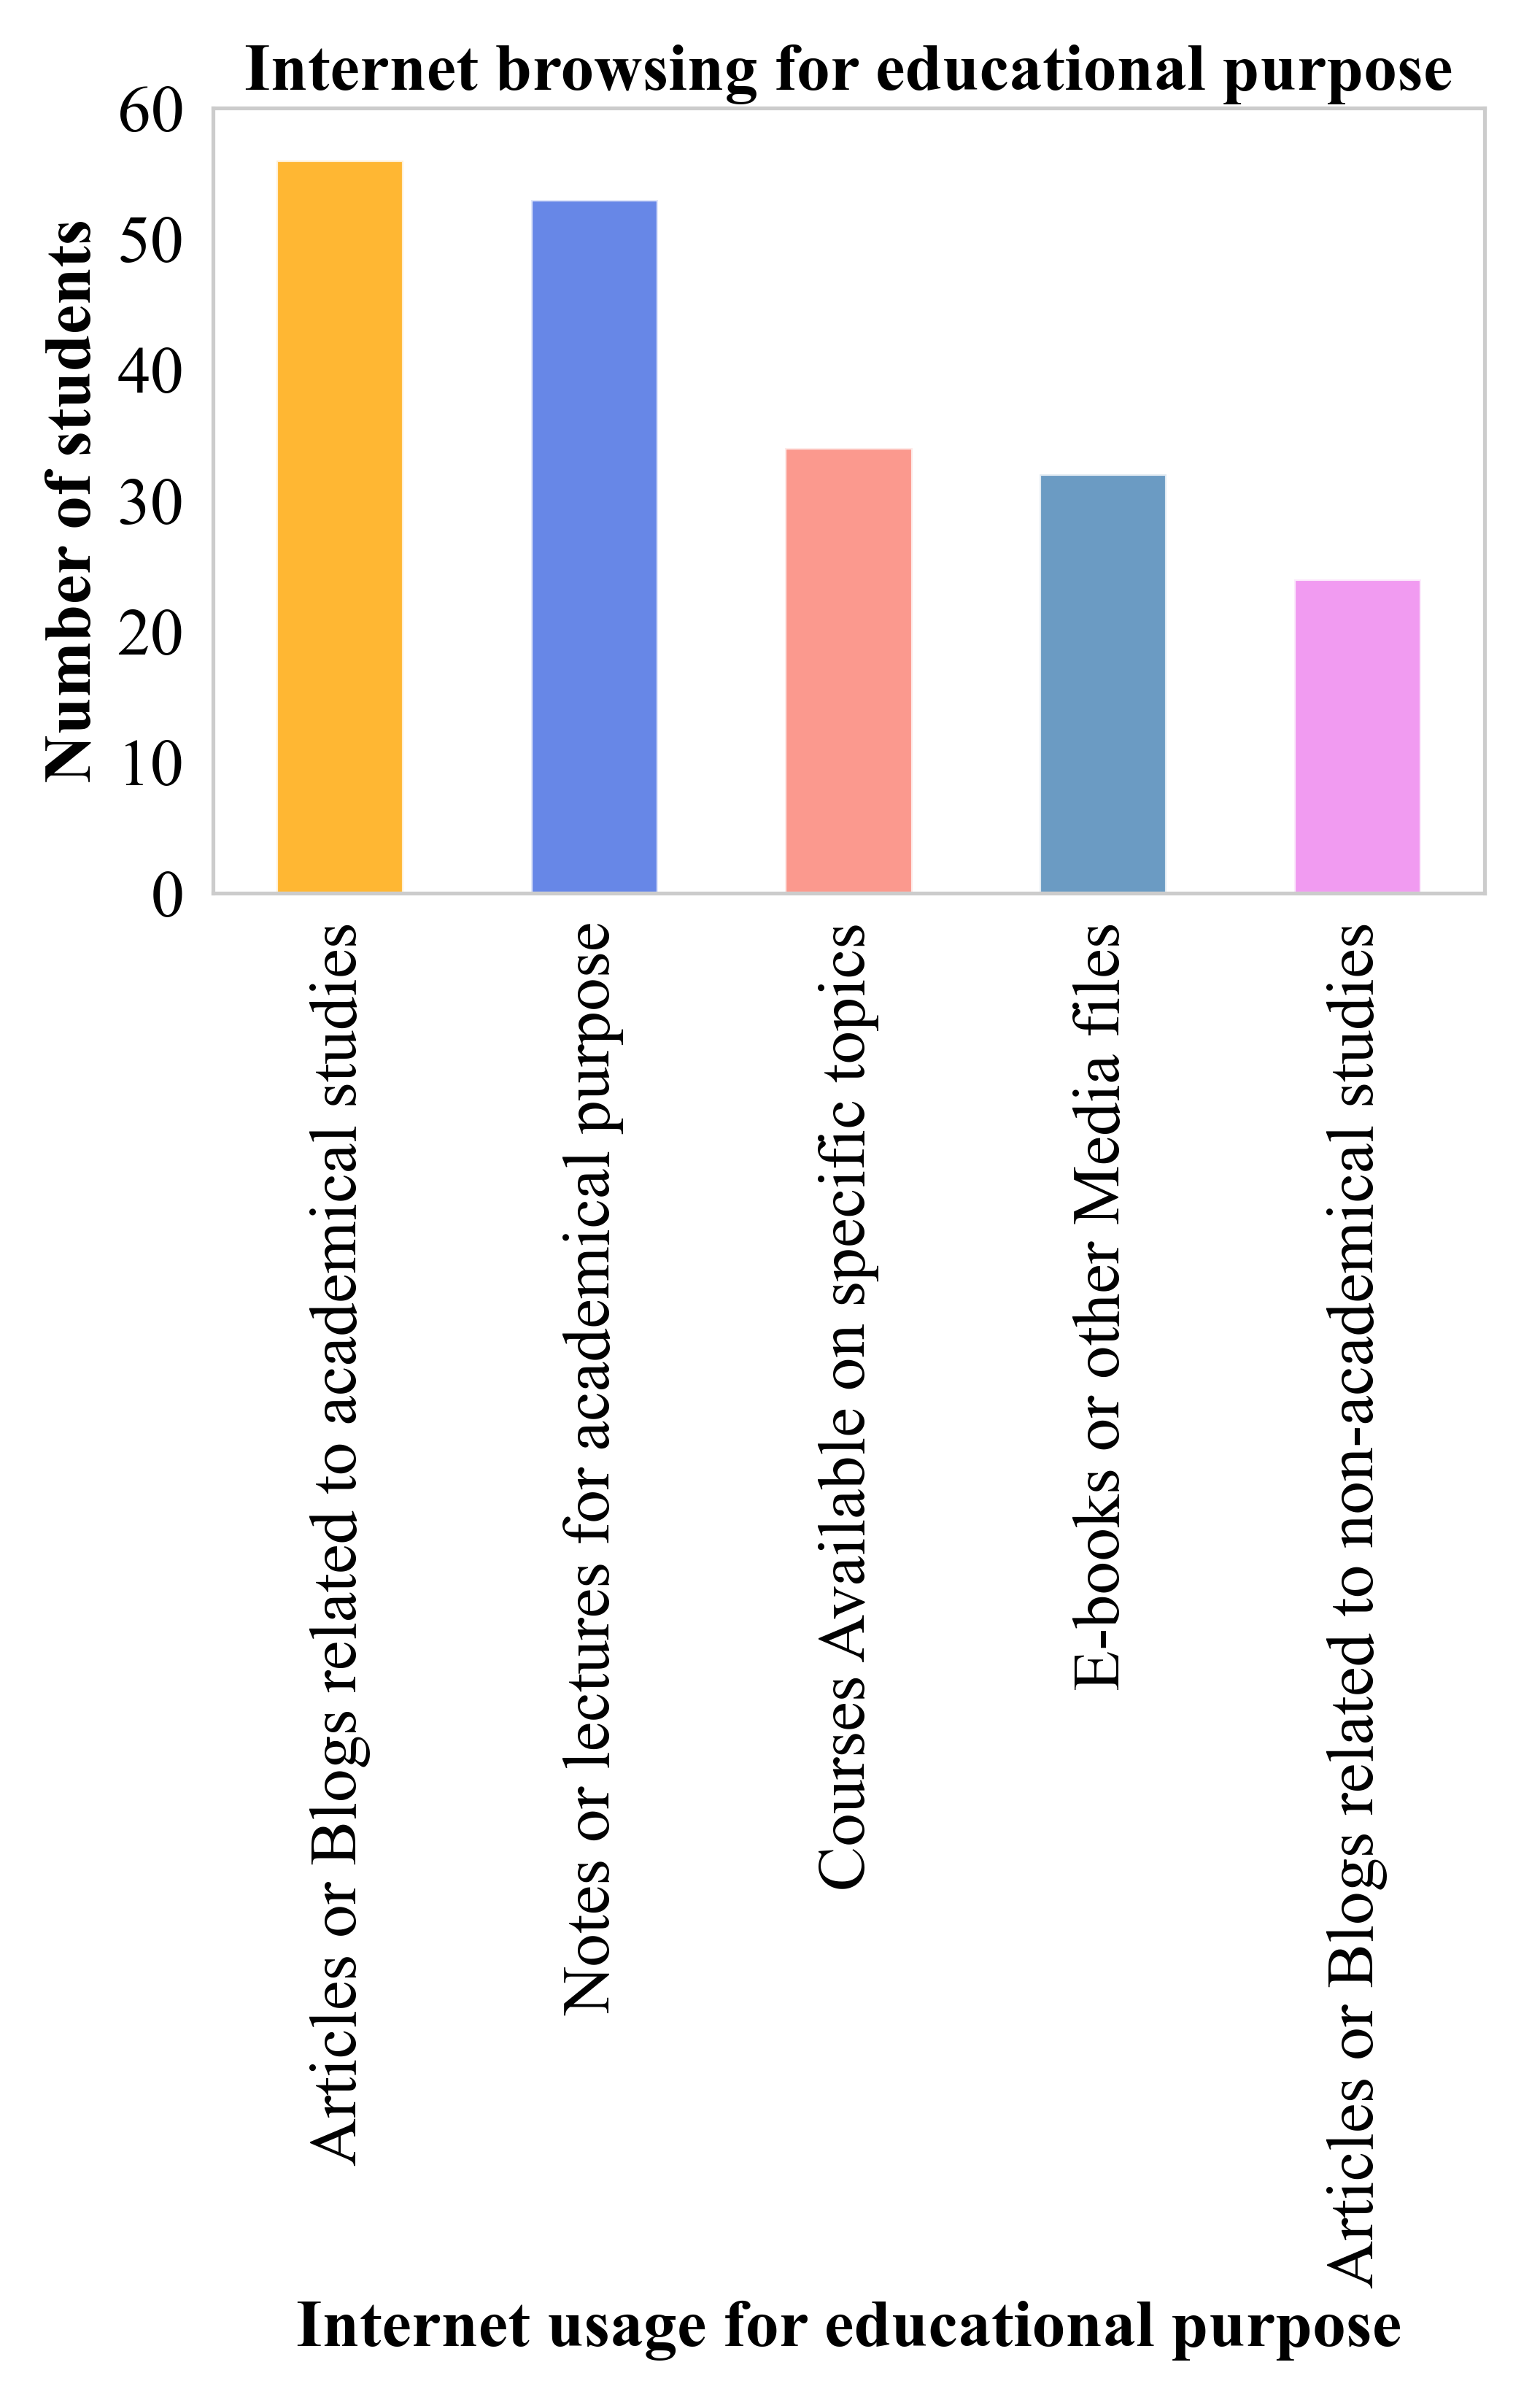 Internet browsing for educational purpose
Number of students
60
50
40
30
20
10
0
Articles or Blogs related to academical studies
Notes or lectures for academical purpose
Courses Available on specific topics
E-books or other Media files
Articles or Blogs related to non-academical studies
Internet usage for educational purpose